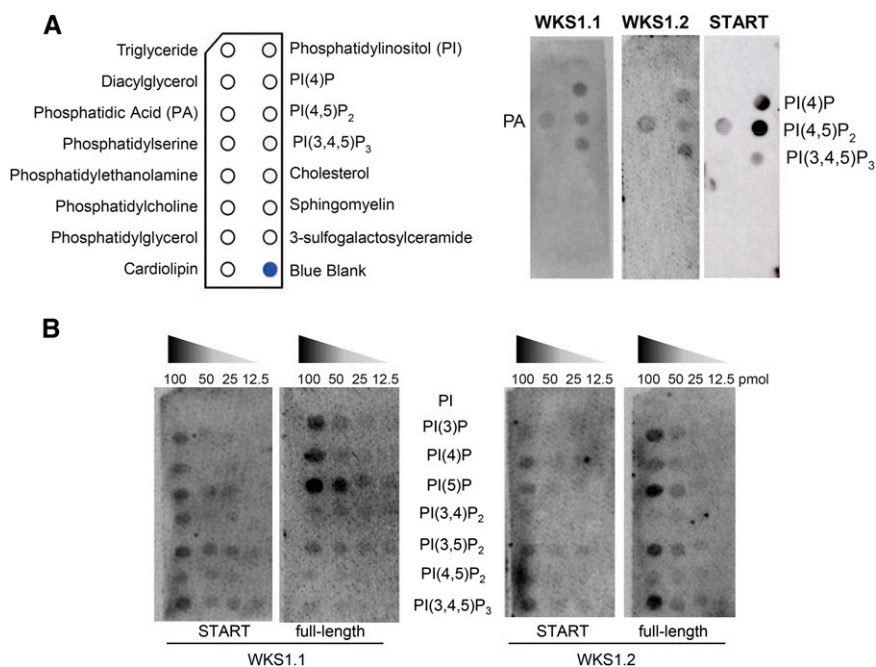 A
Triglyceride Phosphatidylinositol (PI)
Diacylglycerol PI(4)P
Phosphatidic Acid (PA) PI(4,5)P2
Phosphatidylserine PI(3,4,5)P3
Phosphatidylethanolamine Cholesterol
Phosphatidylcholine Sphingomyelin
Phosphatidylglycerol 3-sulfogalactosylceramide
Cardiolipin Blue Blank
WKS1.1 WKS1.2 START
PA
PI(4)P
PI(4,5)P2
PI(3,4,5)P3
B
100 50 25 12.5 100 50 25 12.5 100 50 25 12.5 100 50 25 12.5 pmol
PI
PI(3)P
PI(4)P
PI(5)P
PI(3,4)P2
PI(3,5)P2
PI(4,5)P2
PI(3,4,5)P3
START full-length START full-length
WKS1.1 WKS1.2